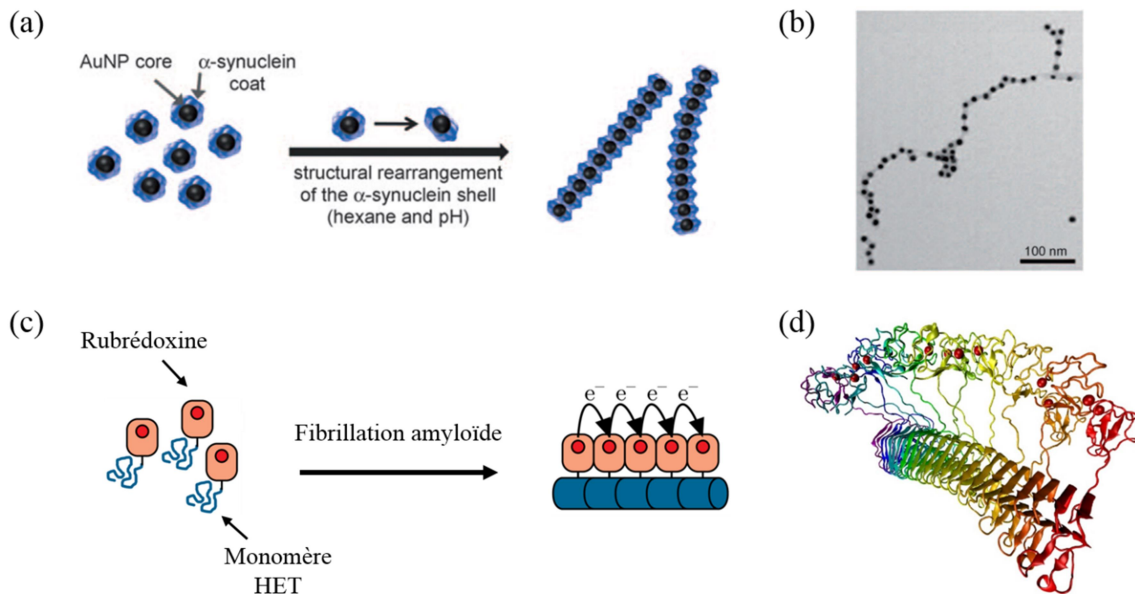 (a)
AuNP core
α-synuclein
coat
structural rearrangement
of the α-synuclein shell
(hexane and pH)
(b)
100 nm
(c)
Rubrédoxine
Monomère
HET
Fibrillation amyloïde
e⁻ e⁻ e⁻ e⁻
(d)